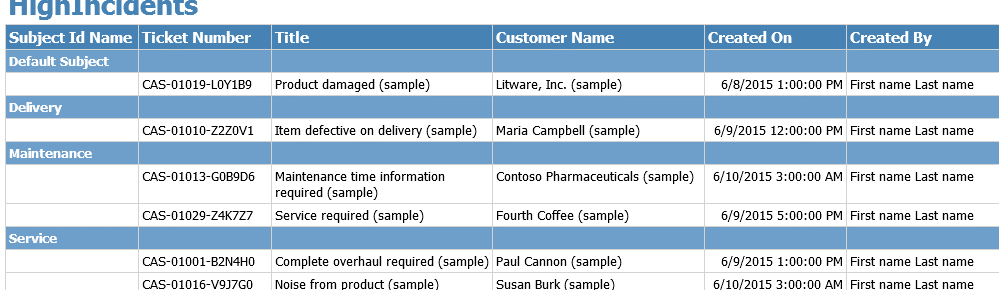 HighIncidents
Subject Id Name Ticket Number Title Customer Name Created On Created By
Default Subject
CAS-01019-L0Y1B9 Product damaged (sample) Litware, Inc. (sample) 6/8/2015 1:00:00 PM First name Last name
Delivery
CAS-01010-Z2Z0V1 Item defective on delivery (sample) Maria Campbell (sample) 6/9/2015 12:00:00 PM First name Last name
Maintenance
CAS-01013-G0B9D6 Maintenance time information Contoso Pharmaceuticals (sample) 6/10/2015 3:00:00 AM First name Last name
required (sample)
CAS-01029-Z4K7Z7 Service required (sample) Fourth Coffee (sample) 6/9/2015 5:00:00 PM First name Last name
Service
CAS-01001-B2N4H0 Complete overhaul required (sample) Paul Cannon (sample) 6/9/2015 1:00:00 PM First name Last name
CAS-01016-V9J7G0 Noise from product (sample) Susan Burk (sample) 6/10/2015 3:00:00 AM First name Last name